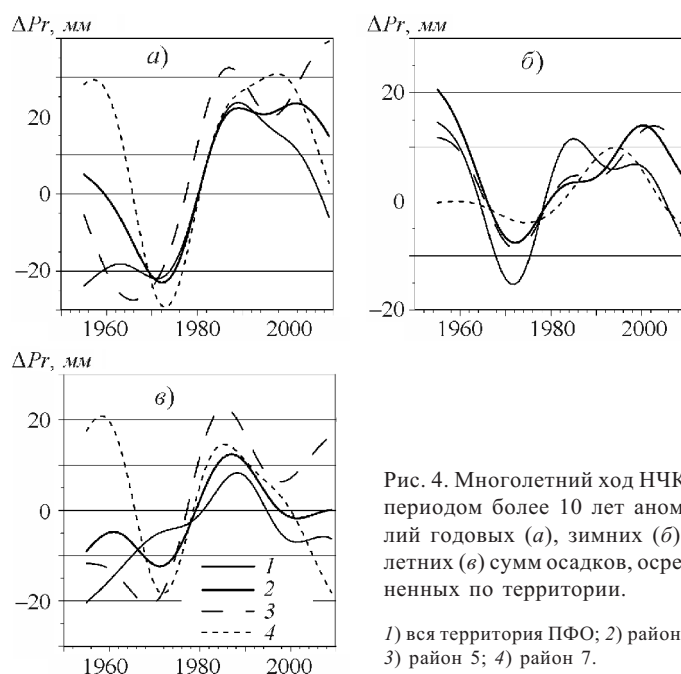 ΔPr, мм
а)
20
0
−20
1960
1980
2000
ΔPr, мм
б)
20
10
0
−20
1960
1980
2000
ΔPr, мм
в)
20
0
−20
1
2
3
4
1960
1980
2000
Рис. 4. Многолетний ход НЧК
периодом более 10 лет аном
лий годовых (а), зимних (б)
летних (в) сумм осадков, осре
ненных по территории.
1) вся территория ПФО; 2) район
3) район 5; 4) район 7.